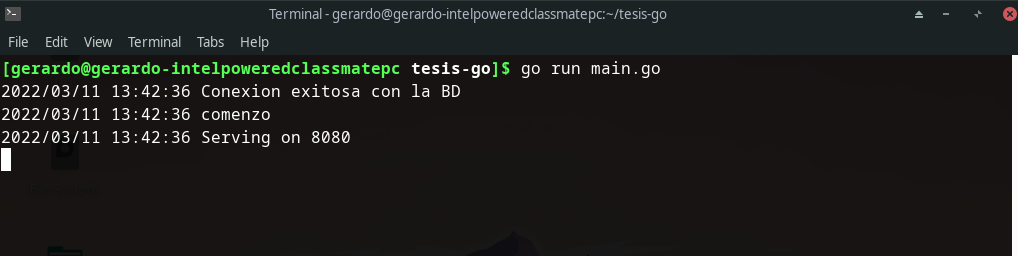 Terminal - gerardo@gerardo-intelpoweredclassmatepc:~/tesis-go
File Edit View Terminal Tabs Help
[gerardo@gerardo-intelpoweredclassmatepc tesis-go]$ go run main.go
2022/03/11 13:42:36 Conexion exitosa con la BD
2022/03/11 13:42:36 comenzo
2022/03/11 13:42:36 Serving on 8080